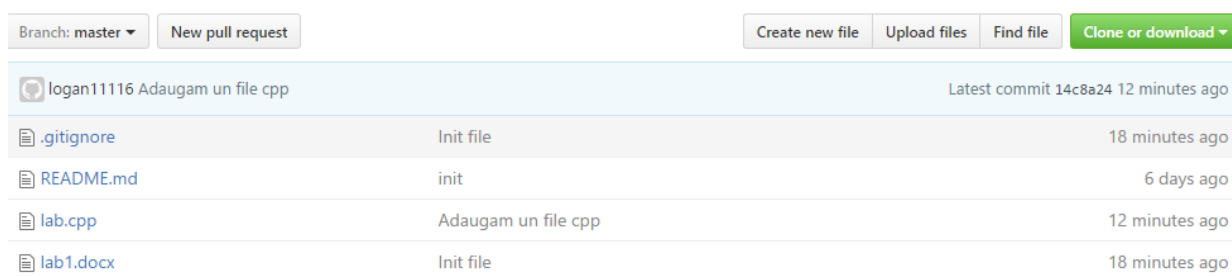 Branch: master New pull request Create new file Upload files Find file Clone or download
logan11116 Adaugam un file cpp Latest commit 14c8a24 12 minutes ago
.gitignore Init file 18 minutes ago
README.md init 6 days ago
lab.cpp Adaugam un file cpp 12 minutes ago
lab1.docx Init file 18 minutes ago